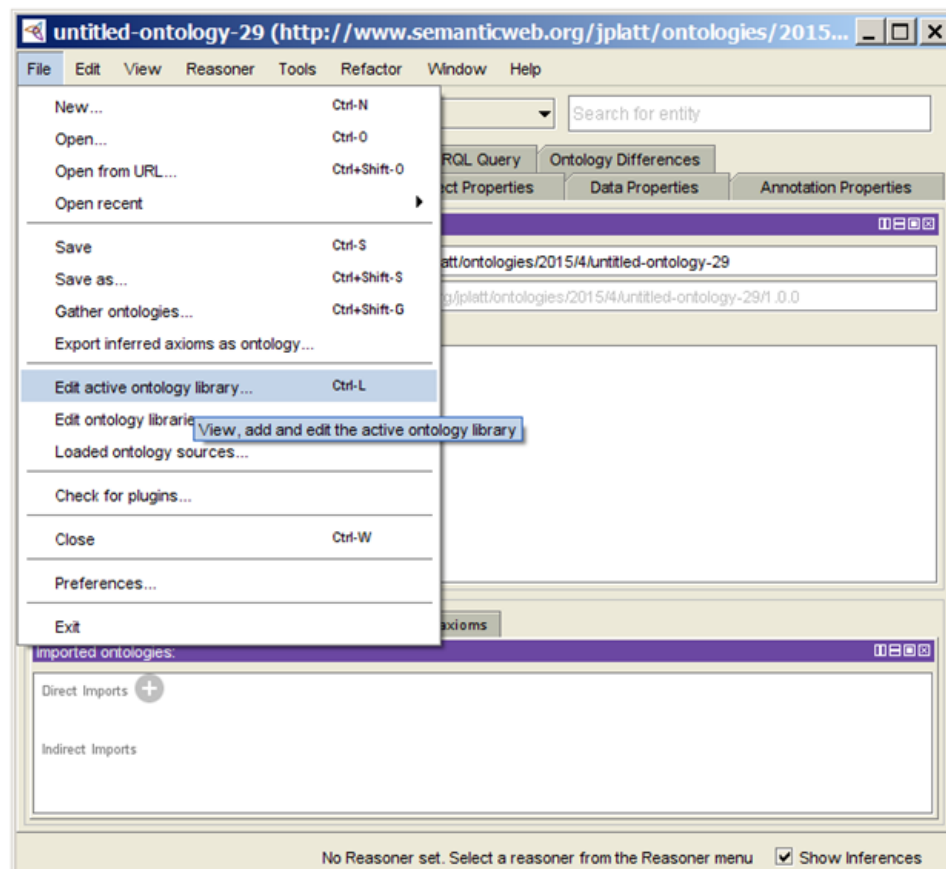 untitled-ontology-29 (http://www.semanticweb.org/jplatt/ontologies/2015...
File Edit View Reasoner Tools Refactor Window Help
New... Ctrl-N
Search for entity
Open... Ctrl-O
Open from URL... Ctrl+Shift-O
RQL Query Ontology Differences
ect Properties Data Properties Annotation Properties
Open recent
Save Ctrl-S
att/ontologies/2015/4/untitled-ontology-29
Save as... Ctrl+Shift-S
rg/jplatt/ontologies/2015/4/untitled-ontology-29/1.0.0
Gather ontologies... Ctrl+Shift-G
Export inferred axioms as ontology...
Edit active ontology library... Ctrl-L
Edit ontology librarie
View, add and edit the active ontology library
Loaded ontology sources...
Check for plugins...
Close Ctrl-W
Preferences...
Exit
axioms
Imported ontologies:
Direct Imports
Indirect Imports
No Reasoner set. Select a reasoner from the Reasoner menu Show Inferences